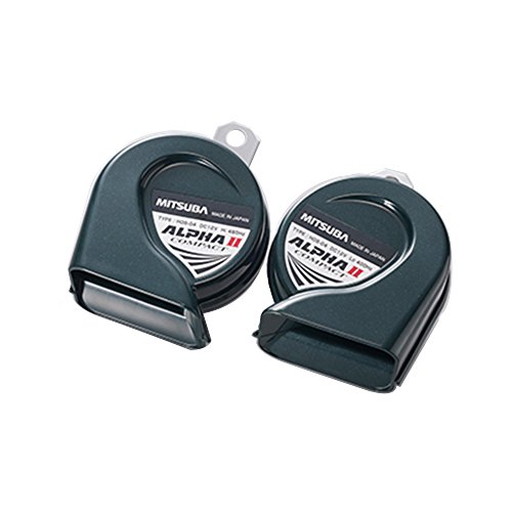 MITSUBA MADE IN JAPAN
TYPE / HOS-04 DC12V H. 480Hz
ALPHA II
COMPACT
MITSUBA MADE IN JAPAN
TYPE / HOS-04 DC12V Lo 400Hz
ALPHA II
COMPACT